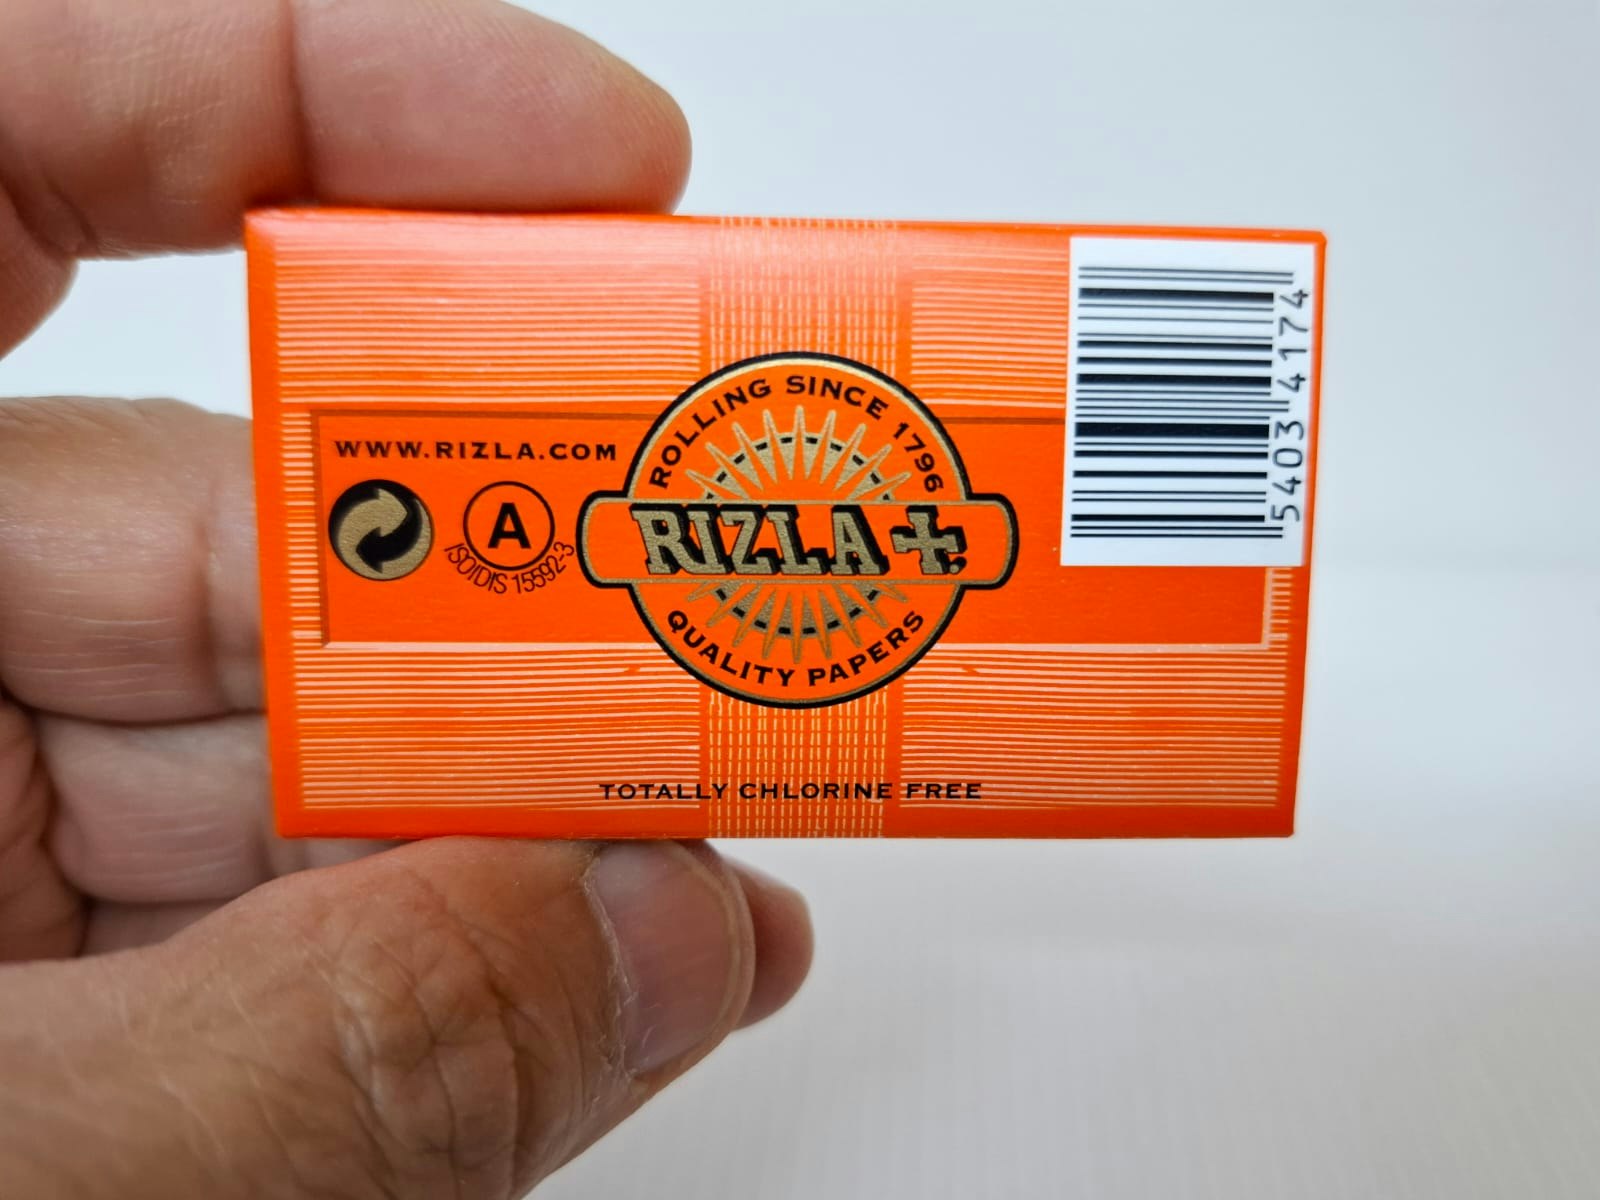 WWW.RIZLA.COM
A
ISO/DIS 15592-3
ROLLING SINCE 1796
RIZLA+.
QUALITY PAPERS
TOTALLY CHLORINE FREE
5403 4174